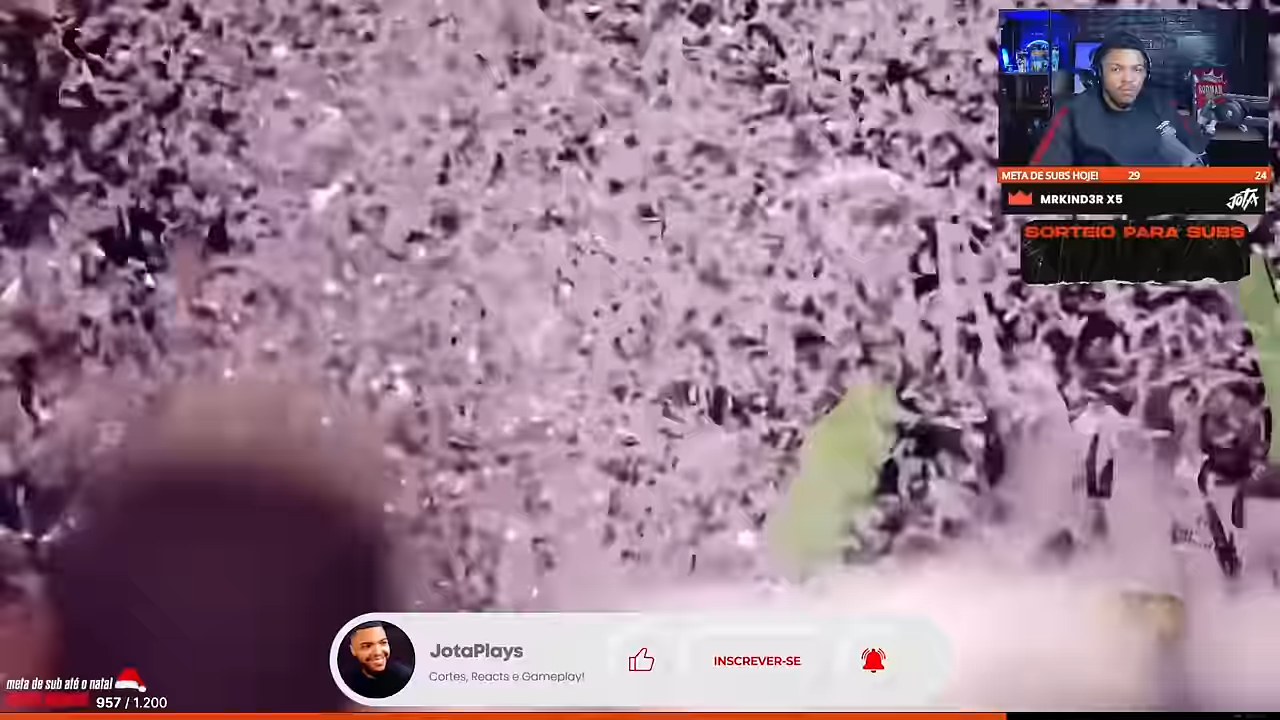 META DE SUBS HOJE! 29 24
MRKIND3R X5 JOTA
SORTEIO PARA SUBS
JotaPlays
INSCREVER-SE
Cortes, Reacts e Gameplay!
meta de sub até o natal
957 / 1.200